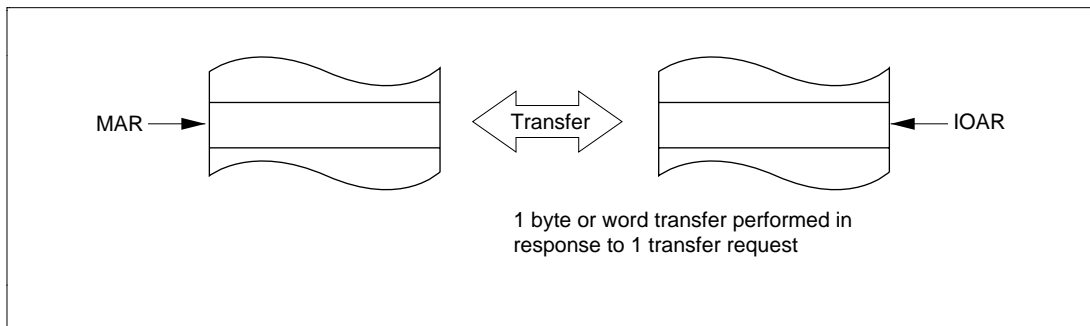 MAR
Transfer
IOAR
1 byte or word transfer performed in
response to 1 transfer request